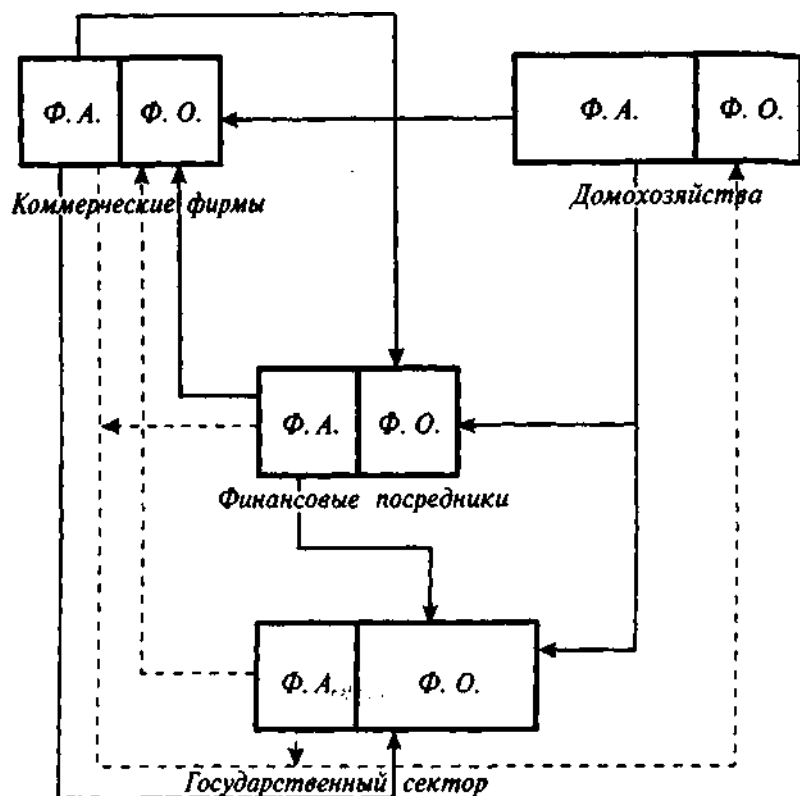 Ф. А. Ф. О. Ф. А. Ф. О.
Коммерческие фирмы Домохозяйства
Ф. А. Ф. О.
Финансовые посредники
Ф. А. Ф. О.
Государственный сектор